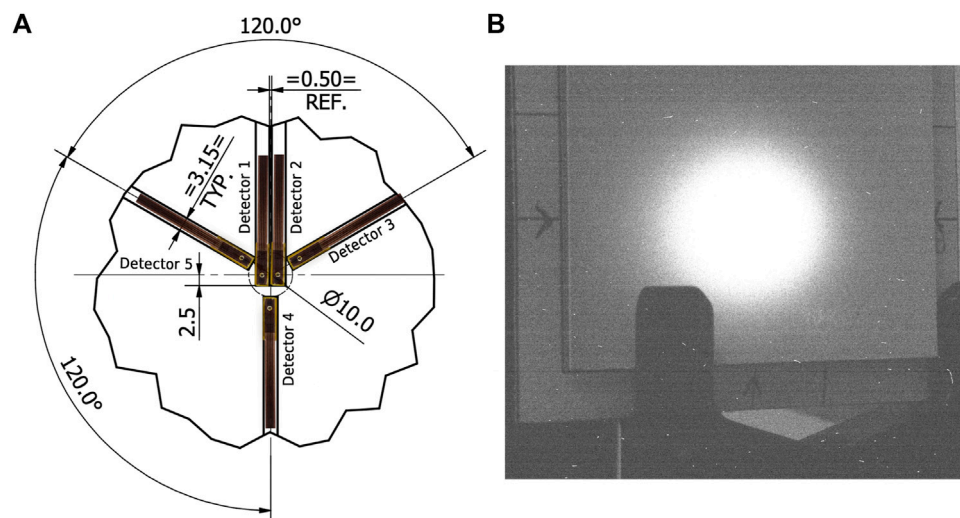 A
B
120.0°
=0.50=
REF.
=3.15=
TYP.
Detector 1
Detector 2
Detector 3
Detector 5
2.5
Ø10.0
Detector 4
120.0°